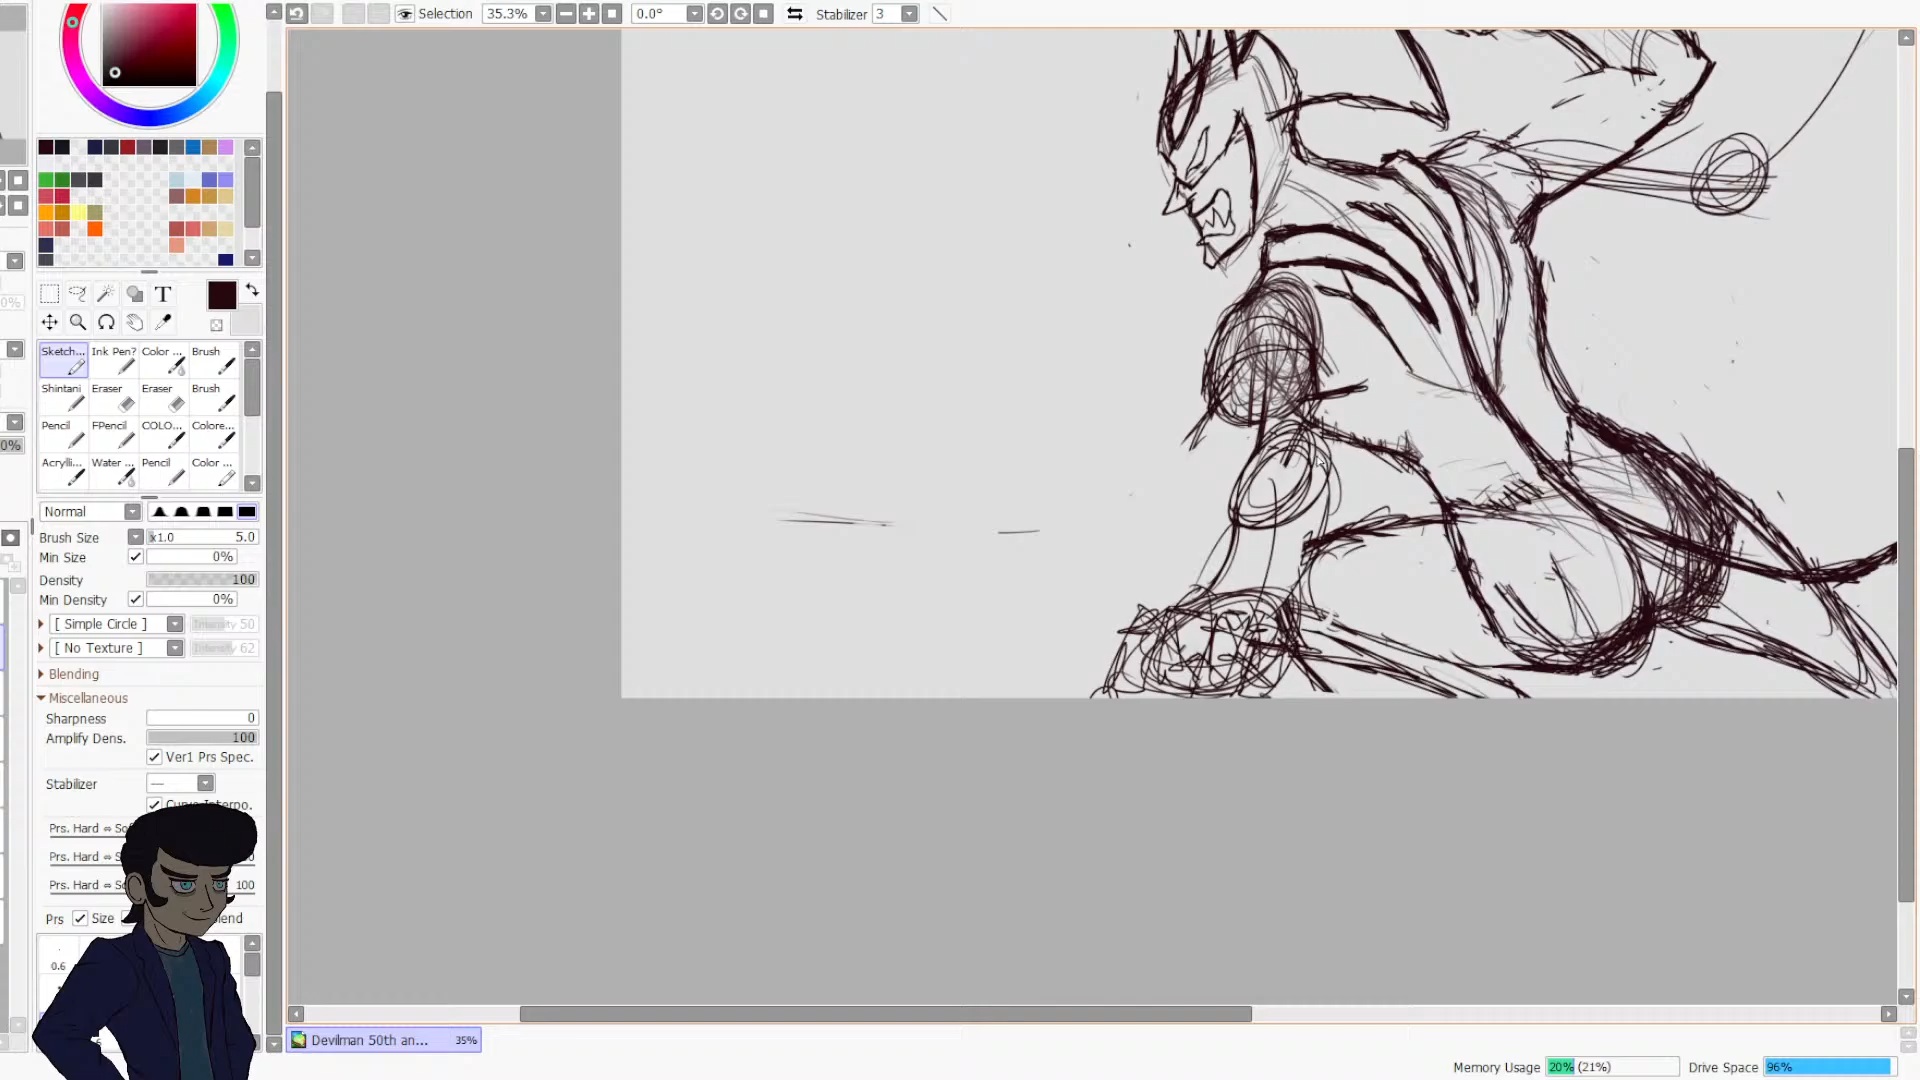 Selection 35.3% 0.0° Stabilizer 3
T
Sketch... Ink Pen? Color ... Brush
Shintani Eraser Eraser Brush
Pencil FPencil COLO... Colore...
Acrylli... Water ... Pencil Color ...
Normal
Brush Size x1.0 5.0
Min Size 0%
Density 100
Min Density 0%
[ Simple Circle ] Intensity 50
[ No Texture ] Intensity 62
Blending
Miscellaneous
Sharpness 0
Amplify Dens. 100
Ver1 Prs Spec.
Stabilizer
Curve Interpo.
Prs. Hard ⇔ So
Prs. Hard ⇔ So
Prs. Hard ⇔ So 100
Prs Size
0.6
Devilman 50th an... 35%
Memory Usage 20% (21%) Drive Space 96%